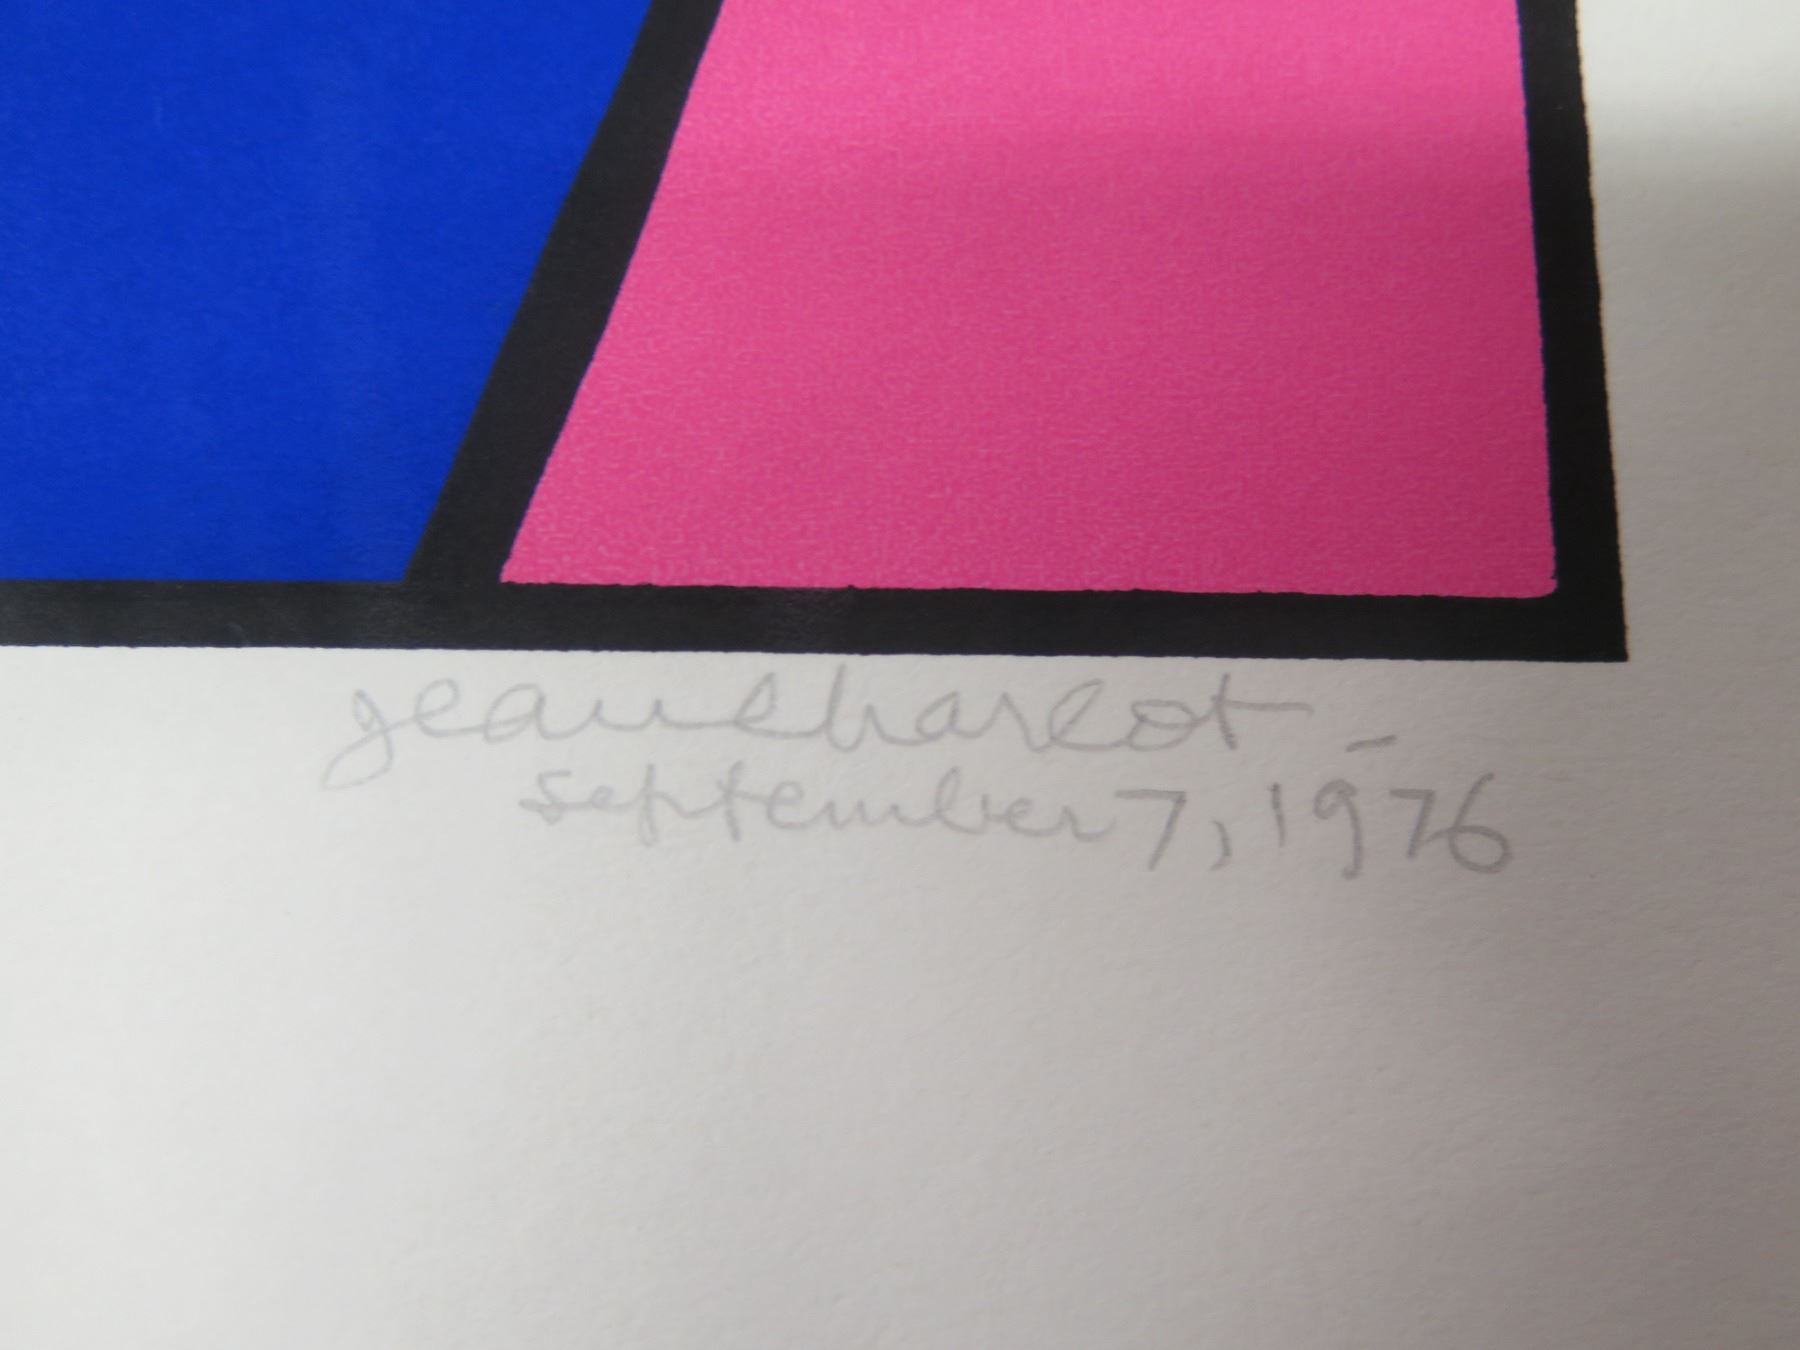 jeancharlot -
september 7, 1976